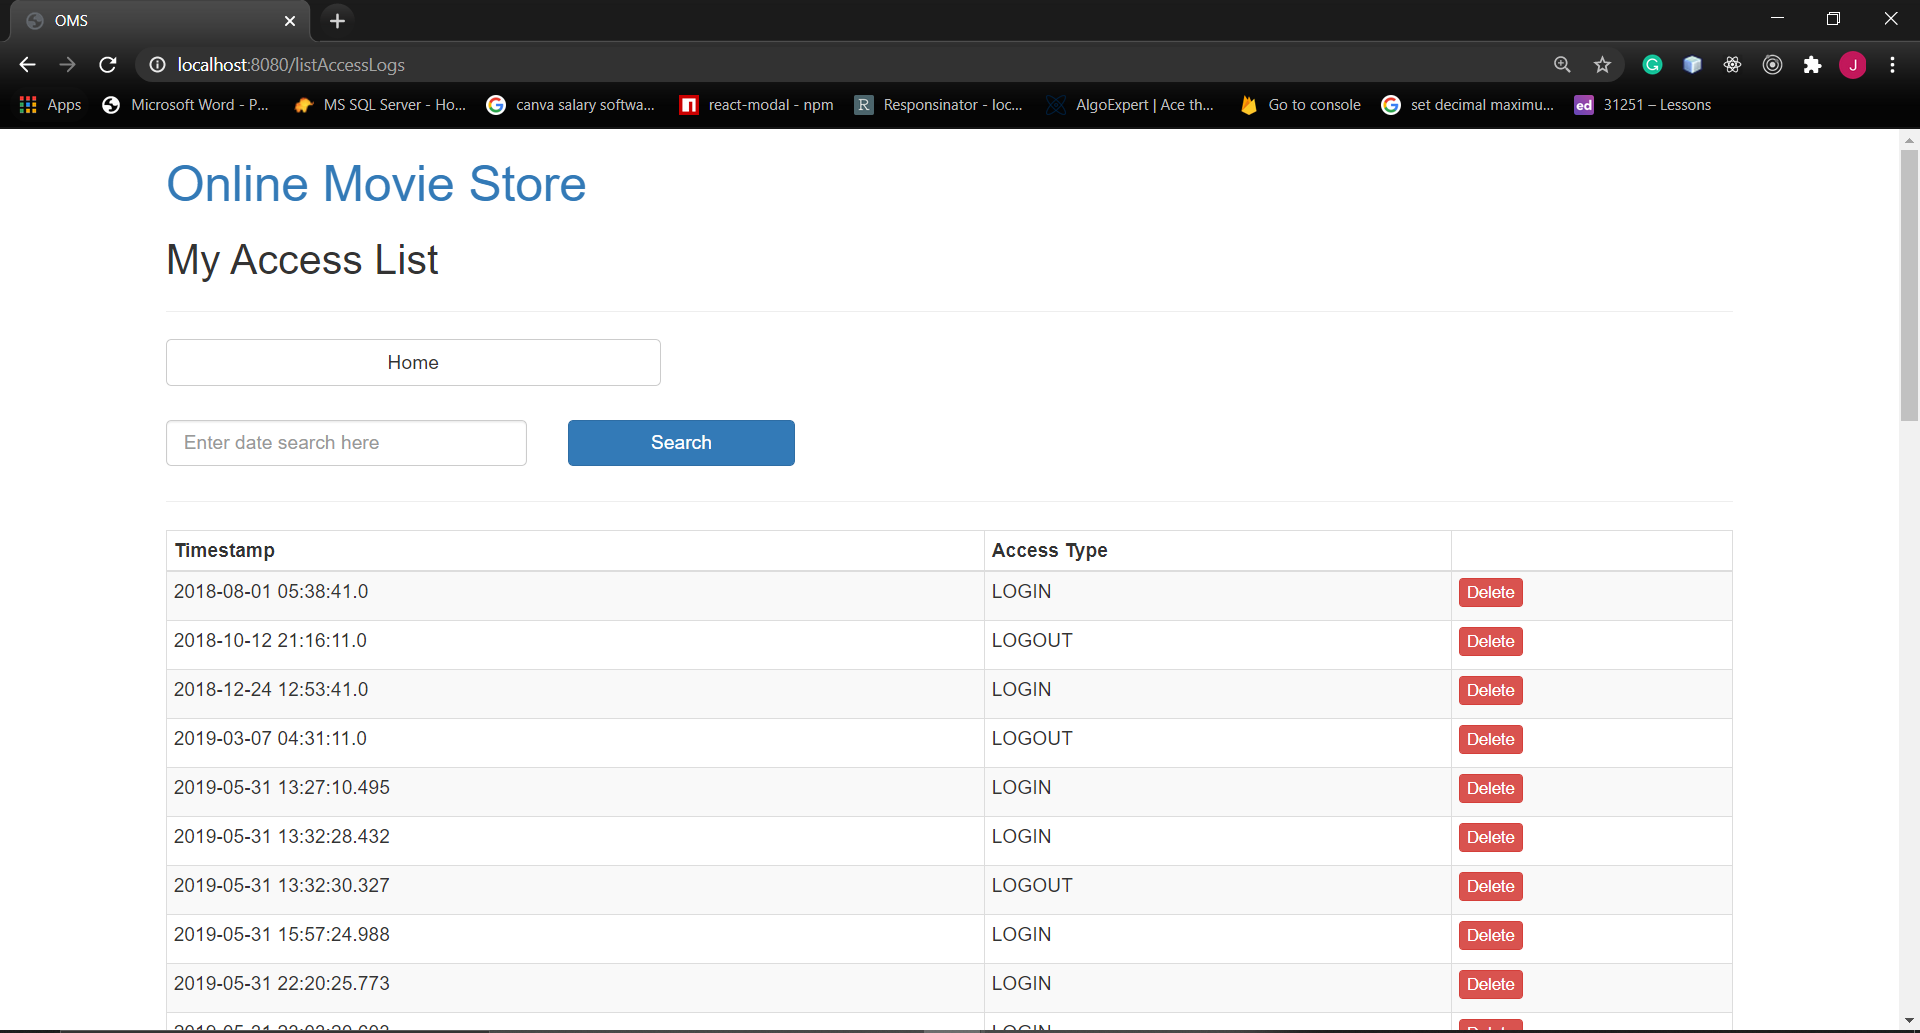 OMS
localhost:8080/listAccessLogs
J
Apps Microsoft Word - P... MS SQL Server - Ho... canva salary softwa... react-modal - npm Responsinator - loc... AlgoExpert | Ace th... Go to console set decimal maximu... ed 31251 – Lessons
Online Movie Store
My Access List
Home
Enter date search here Search
Timestamp Access Type
2018-08-01 05:38:41.0 LOGIN Delete
2018-10-12 21:16:11.0 LOGOUT Delete
2018-12-24 12:53:41.0 LOGIN Delete
2019-03-07 04:31:11.0 LOGOUT Delete
2019-05-31 13:27:10.495 LOGIN Delete
2019-05-31 13:32:28.432 LOGIN Delete
2019-05-31 13:32:30.327 LOGOUT Delete
2019-05-31 15:57:24.988 LOGIN Delete
2019-05-31 22:20:25.773 LOGIN Delete